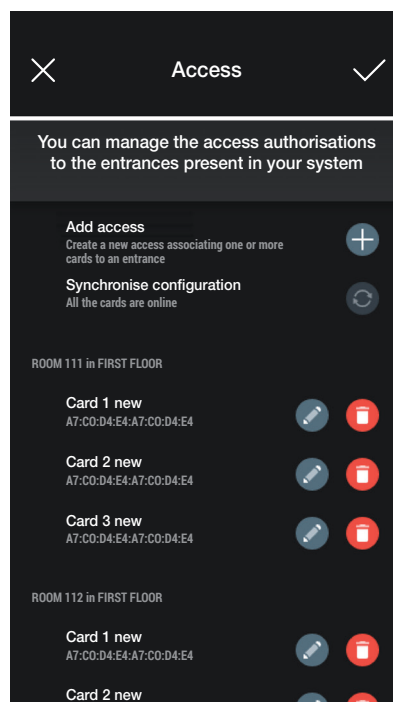 Access
You can manage the access authorisations
to the entrances present in your system
Add access
Create a new access associating one or more
cards to an entrance
Synchronise configuration
All the cards are online
ROOM 111 in FIRST FLOOR
Card 1 new
A7:C0:D4:E4:A7:C0:D4:E4
Card 2 new
A7:C0:D4:E4:A7:C0:D4:E4
Card 3 new
A7:C0:D4:E4:A7:C0:D4:E4
ROOM 112 in FIRST FLOOR
Card 1 new
A7:C0:D4:E4:A7:C0:D4:E4
Card 2 new